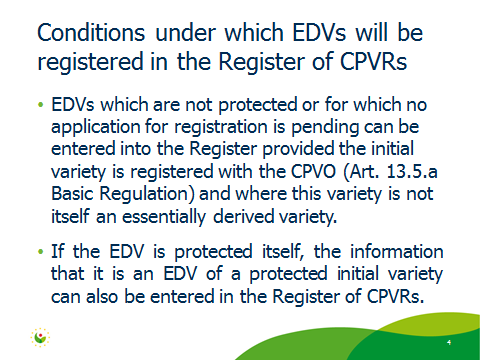 Conditions under which EDVs will be
registered in the Register of CPVRs
• EDVs which are not protected or for which no
application for registration is pending can be
entered into the Register provided the initial
variety is registered with the CPVO (Art. 13.5.a
Basic Regulation) and where this variety is not
itself an essentially derived variety.
• If the EDV is protected itself, the information
that it is an EDV of a protected initial variety
can also be entered in the Register of CPVRs.
4